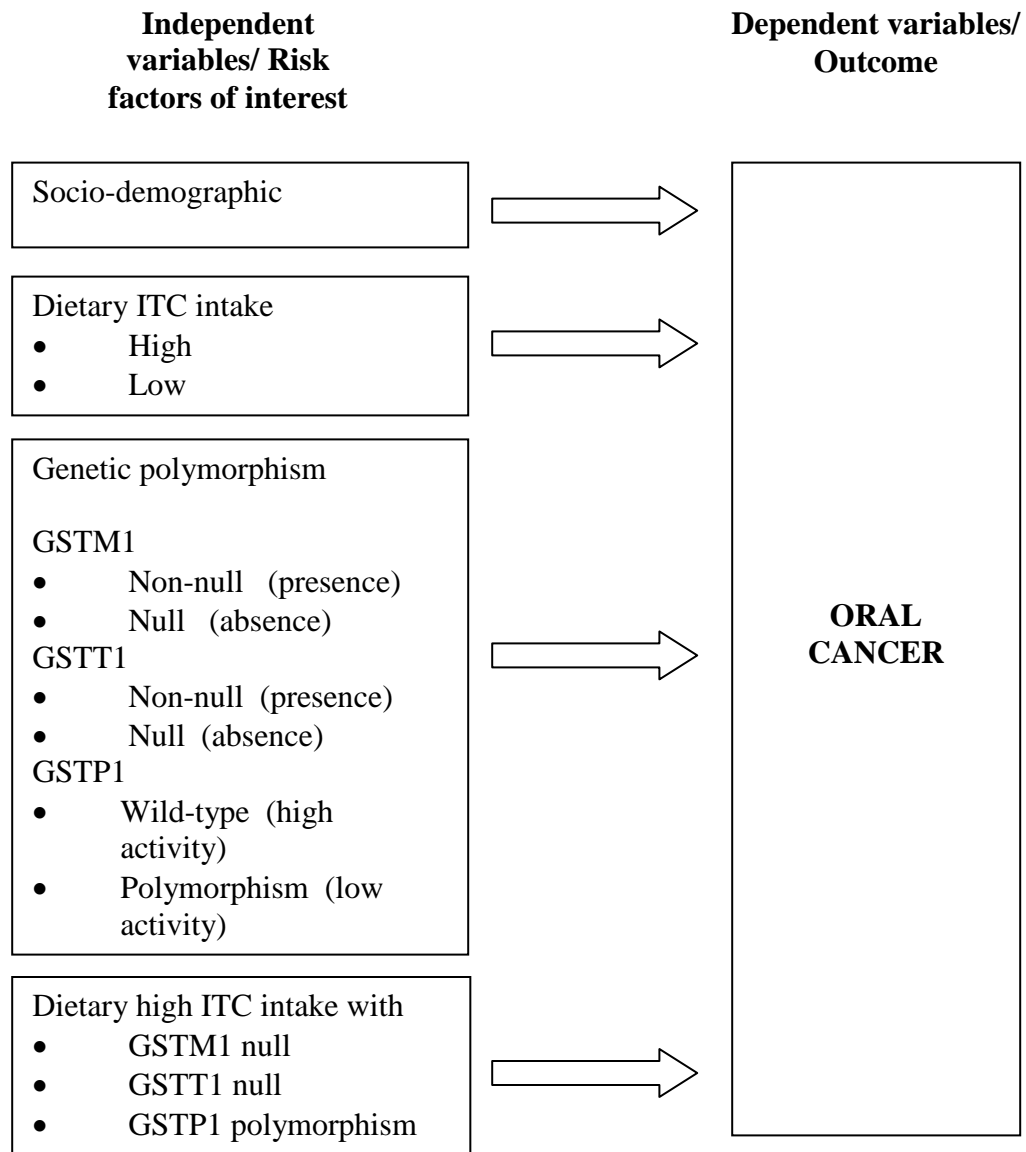 Independent
variables/ Risk
factors of interest
Dependent variables/
Outcome
Socio-demographic
Dietary ITC intake
• High
• Low
Genetic polymorphism
GSTM1
• Non-null (presence)
• Null (absence)
GSTT1
• Non-null (presence)
• Null (absence)
GSTP1
• Wild-type (high
activity)
• Polymorphism (low
activity)
Dietary high ITC intake with
• GSTM1 null
• GSTT1 null
• GSTP1 polymorphism
ORAL
CANCER